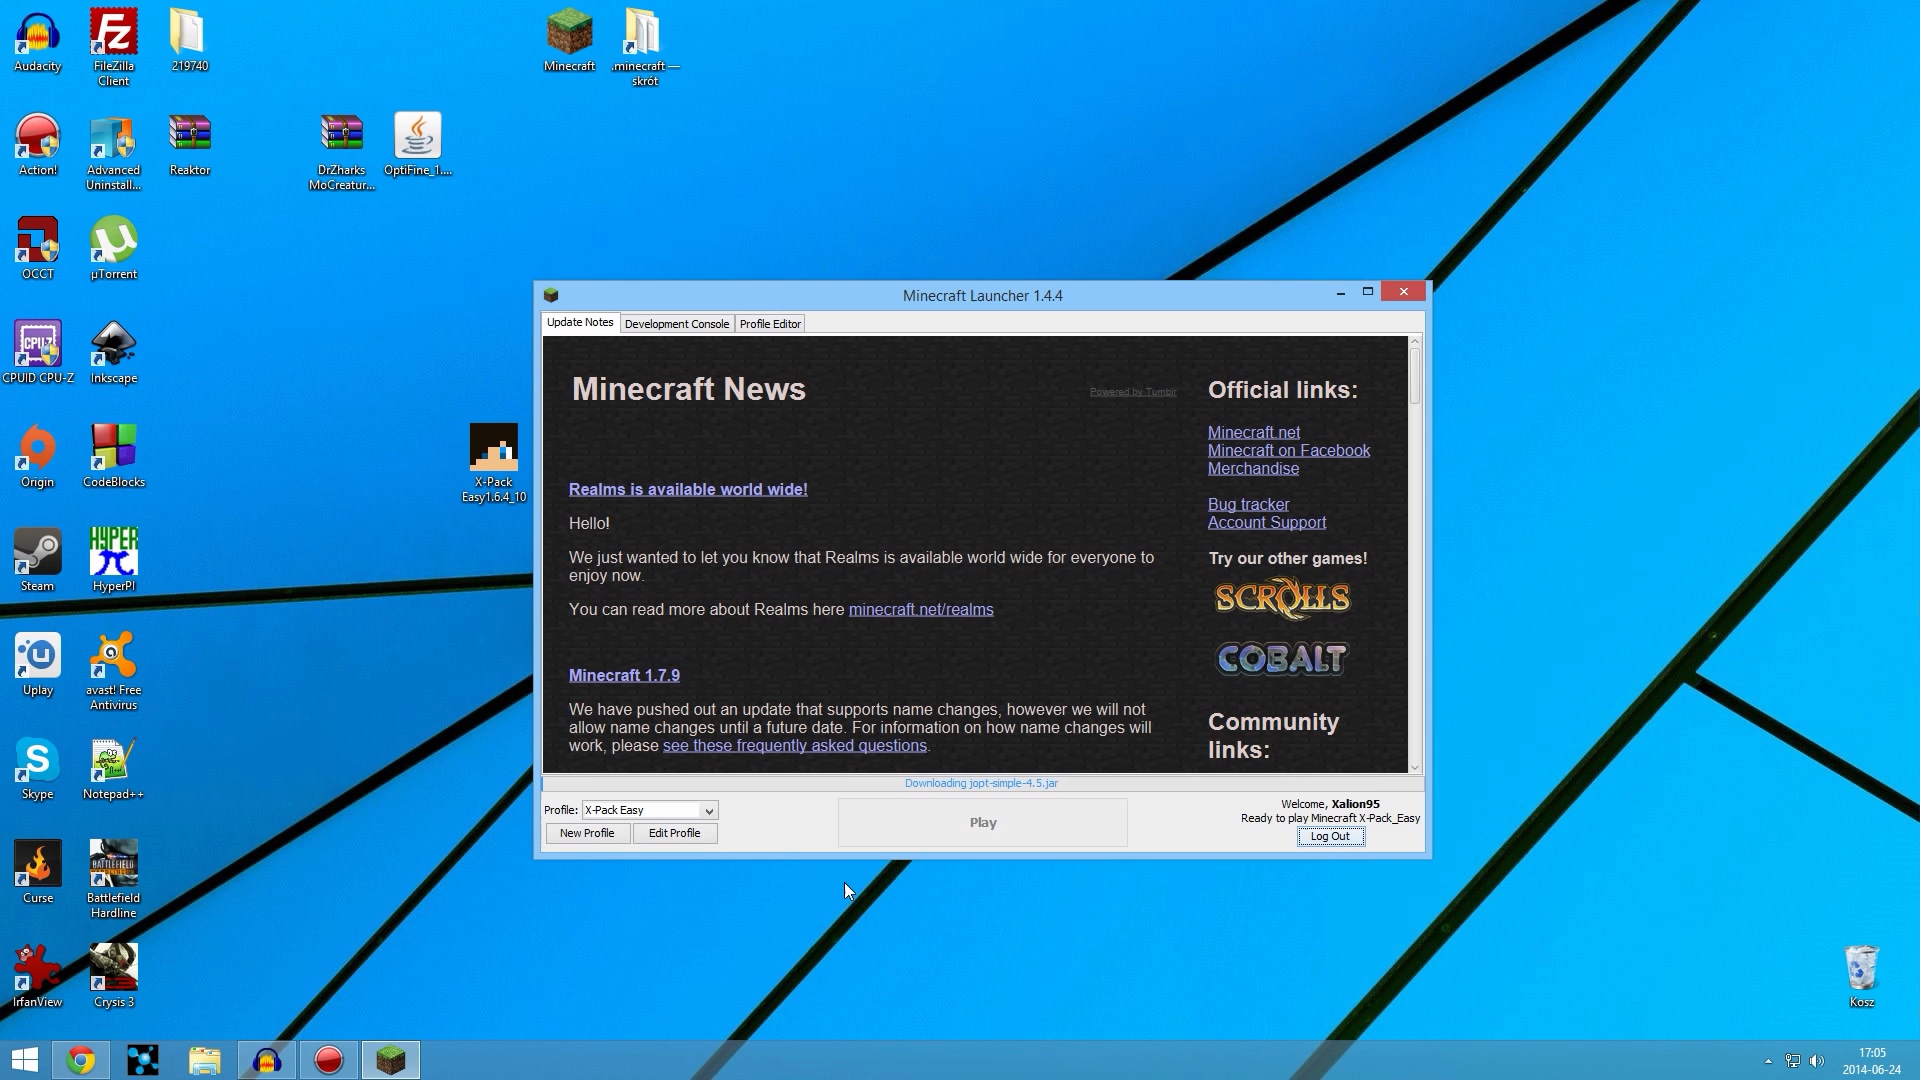 Audacity
FileZilla
Client
219740
Minecraft
.minecraft —
skrót
Action!
Advanced
Uninstall...
Reaktor
DrZharks
MoCreatur...
OptiFine_1....
OCCT
µTorrent
CPUID CPU-Z
Inkscape
Origin
CodeBlocks
X-Pack
Easy1.6.4_10
Steam
HYPER
HyperPI
Uplay
avast! Free
Antivirus
Skype
Notepad++
Curse
BATTLEFIELD
HARDLINE
Battlefield
Hardline
IrfanView
Crysis 3
Minecraft Launcher 1.4.4
Update Notes
Development Console
Profile Editor
Minecraft News
Powered by Tumblr
Realms is available world wide!
Hello!
We just wanted to let you know that Realms is available world wide for everyone to
enjoy now.
You can read more about Realms here minecraft.net/realms
Minecraft 1.7.9
We have pushed out an update that supports name changes, however we will not
allow name changes until a future date. For information on how name changes will
work, please see these frequently asked questions.
Official links:
Minecraft.net
Minecraft on Facebook
Merchandise
Bug tracker
Account Support
Try our other games!
SCROLLS
COBALT
Community
links:
Downloading jopt-simple-4.5.jar
Profile: X-Pack Easy
New Profile
Edit Profile
Play
Welcome, Xalion95
Ready to play Minecraft X-Pack_Easy
Log Out
Kosz
17:05
2014-06-24